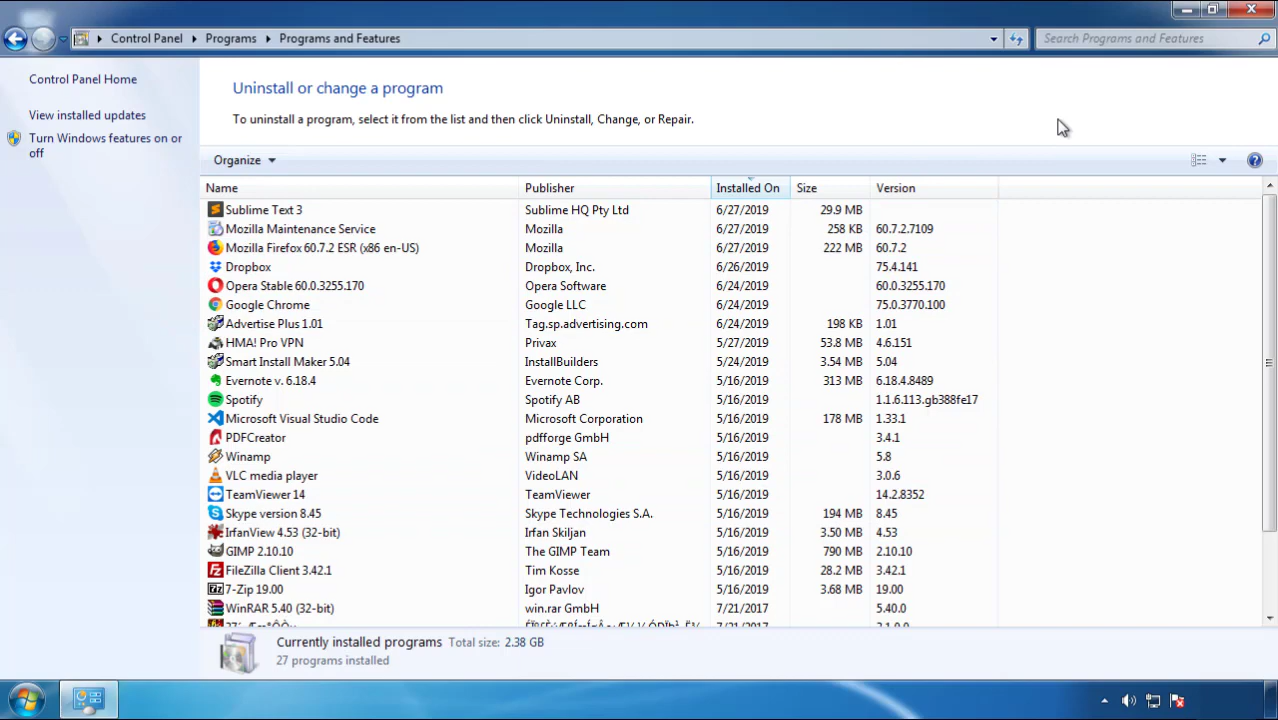 Control Panel Programs Programs and Features Search Programs and Features
Control Panel Home
View installed updates
Turn Windows features on or
off
Uninstall or change a program
To uninstall a program, select it from the list and then click Uninstall, Change, or Repair.
Organize
Name Publisher Installed On Size Version
Sublime Text 3 Sublime HQ Pty Ltd 6/27/2019 29.9 MB
Mozilla Maintenance Service Mozilla 6/27/2019 258 KB 60.7.2.7109
Mozilla Firefox 60.7.2 ESR (x86 en-US) Mozilla 6/27/2019 222 MB 60.7.2
Dropbox Dropbox, Inc. 6/26/2019 75.4.141
Opera Stable 60.0.3255.170 Opera Software 6/24/2019 60.0.3255.170
Google Chrome Google LLC 6/24/2019 75.0.3770.100
Advertise Plus 1.01 Tag.sp.advertising.com 6/24/2019 198 KB 1.01
HMA! Pro VPN Privax 5/27/2019 53.8 MB 4.6.151
Smart Install Maker 5.04 InstallBuilders 5/24/2019 3.54 MB 5.04
Evernote v. 6.18.4 Evernote Corp. 5/16/2019 313 MB 6.18.4.8489
Spotify Spotify AB 5/16/2019 1.1.6.113.gb388fe17
Microsoft Visual Studio Code Microsoft Corporation 5/16/2019 178 MB 1.33.1
PDFCreator pdfforge GmbH 5/16/2019 3.4.1
Winamp Winamp SA 5/16/2019 5.8
VLC media player VideoLAN 5/16/2019 3.0.6
TeamViewer 14 TeamViewer 5/16/2019 14.2.8352
Skype version 8.45 Skype Technologies S.A. 5/16/2019 194 MB 8.45
IrfanView 4.53 (32-bit) Irfan Skiljan 5/16/2019 3.50 MB 4.53
GIMP 2.10.10 The GIMP Team 5/16/2019 790 MB 2.10.10
FileZilla Client 3.42.1 Tim Kosse 5/16/2019 28.2 MB 3.42.1
7-Zip 19.00 Igor Pavlov 5/16/2019 3.68 MB 19.00
WinRAR 5.40 (32-bit) win.rar GmbH 7/21/2017 5.40.0
7/21/2017
Currently installed programs Total size: 2.38 GB
27 programs installed